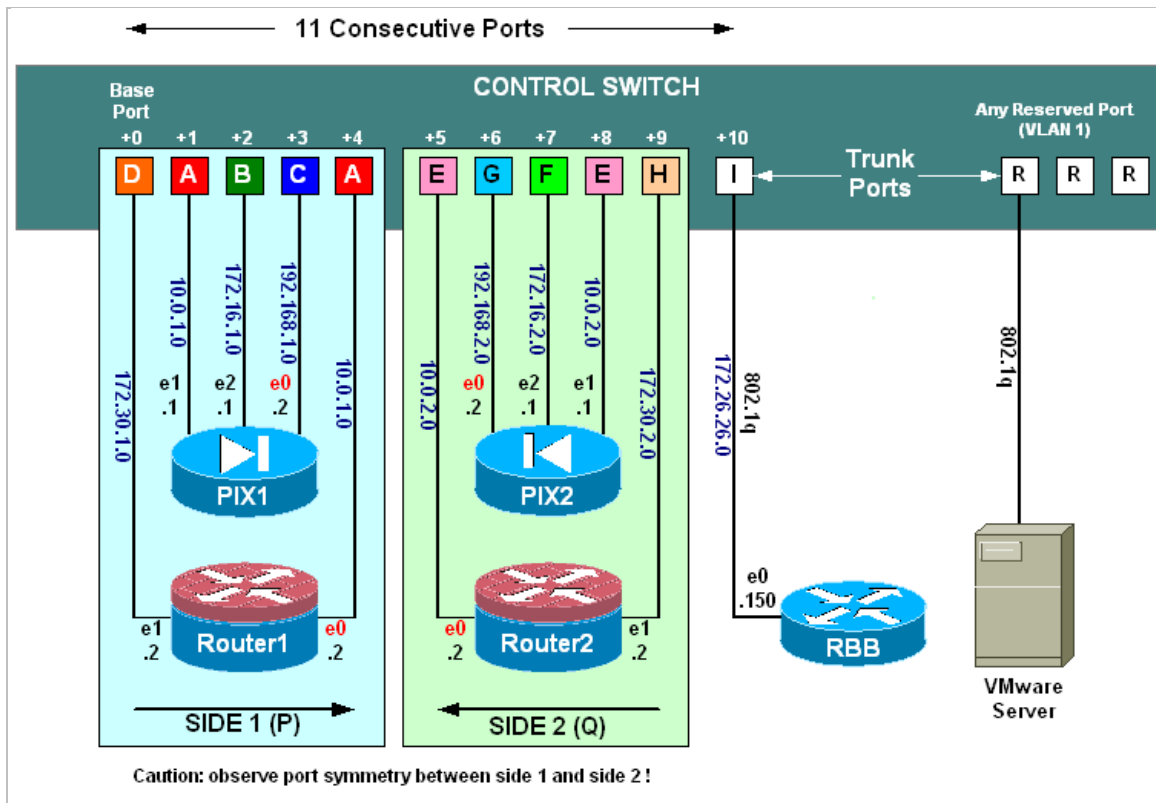 11 Consecutive Ports
CONTROL SWITCH
Base
Port
Any Reserved Port
(VLAN 1)
+0 +1 +2 +3 +4 +5 +6 +7 +8 +9 +10
D A B C A E G F E H I
Trunk
Ports
R R R
172.30.1.0
10.0.1.0
172.16.1.0
192.168.1.0
10.0.1.0
10.0.2.0
192.168.2.0
172.16.2.0
10.0.2.0
172.30.2.0
172.26.26.0
802.1q
802.1q
e1
.1
e2
.1
e0
.2
e0
.2
e2
.1
e1
.1
PIX1
PIX2
e1
.2
Router1
e0
.2
e0
.2
Router2
e1
.2
e0
.150
RBB
VMware
Server
SIDE 1 (P)
SIDE 2 (Q)
Caution: observe port symmetry between side 1 and side 2 !